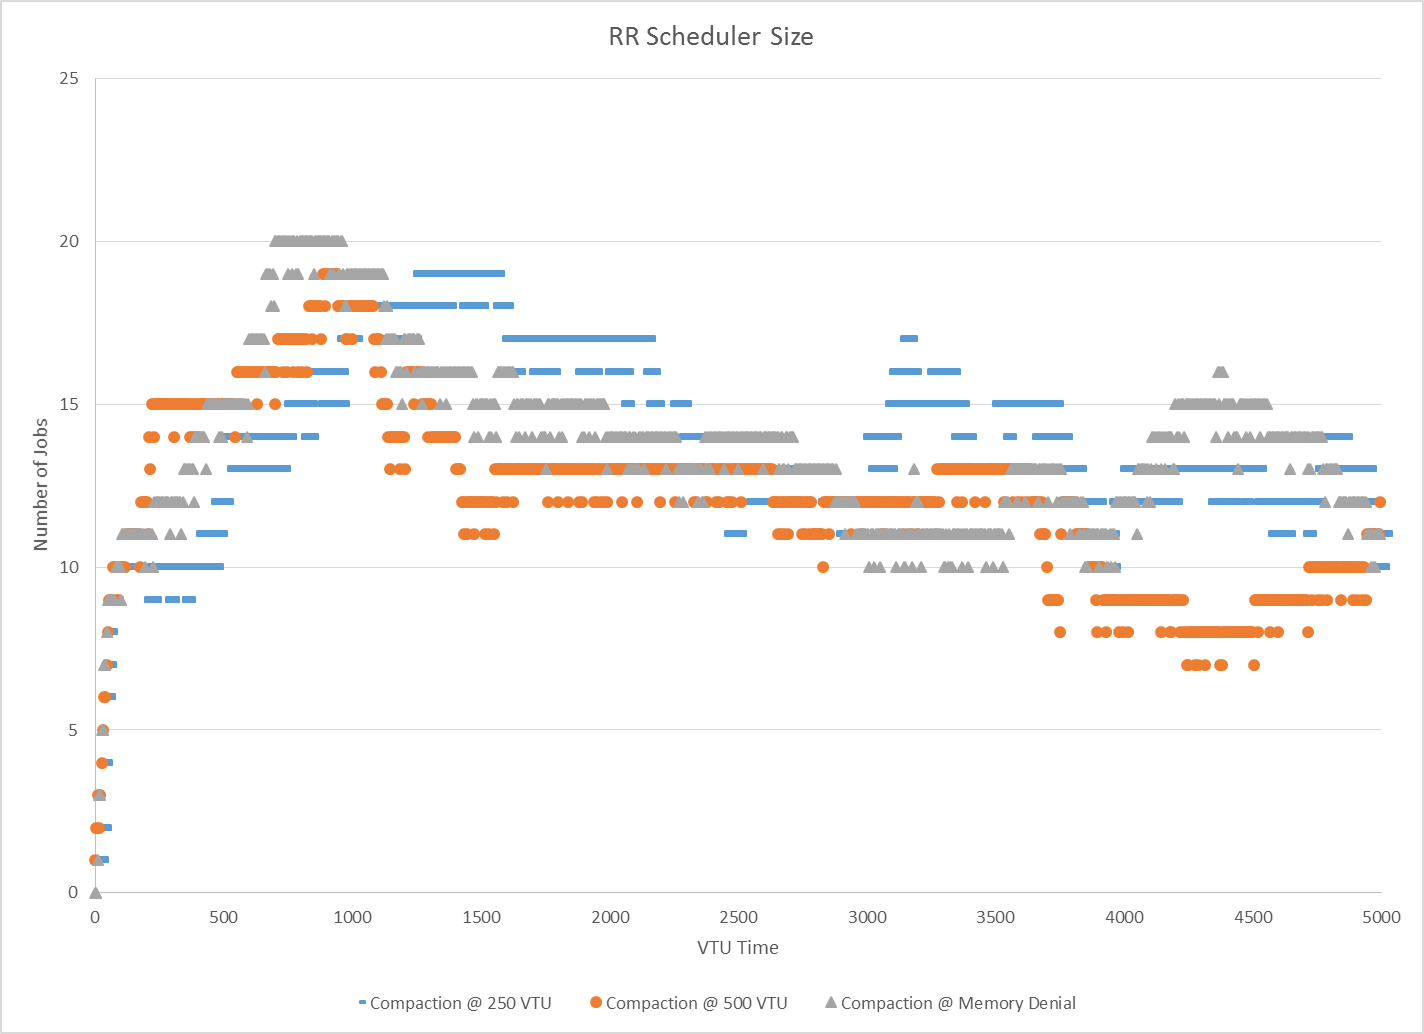 RR Scheduler Size
25
20
15
10
5
0
Number of Jobs
0 500 1000 1500 2000 2500 3000 3500 4000 4500 5000
VTU Time
Compaction @ 250 VTU Compaction @ 500 VTU Compaction @ Memory Denial